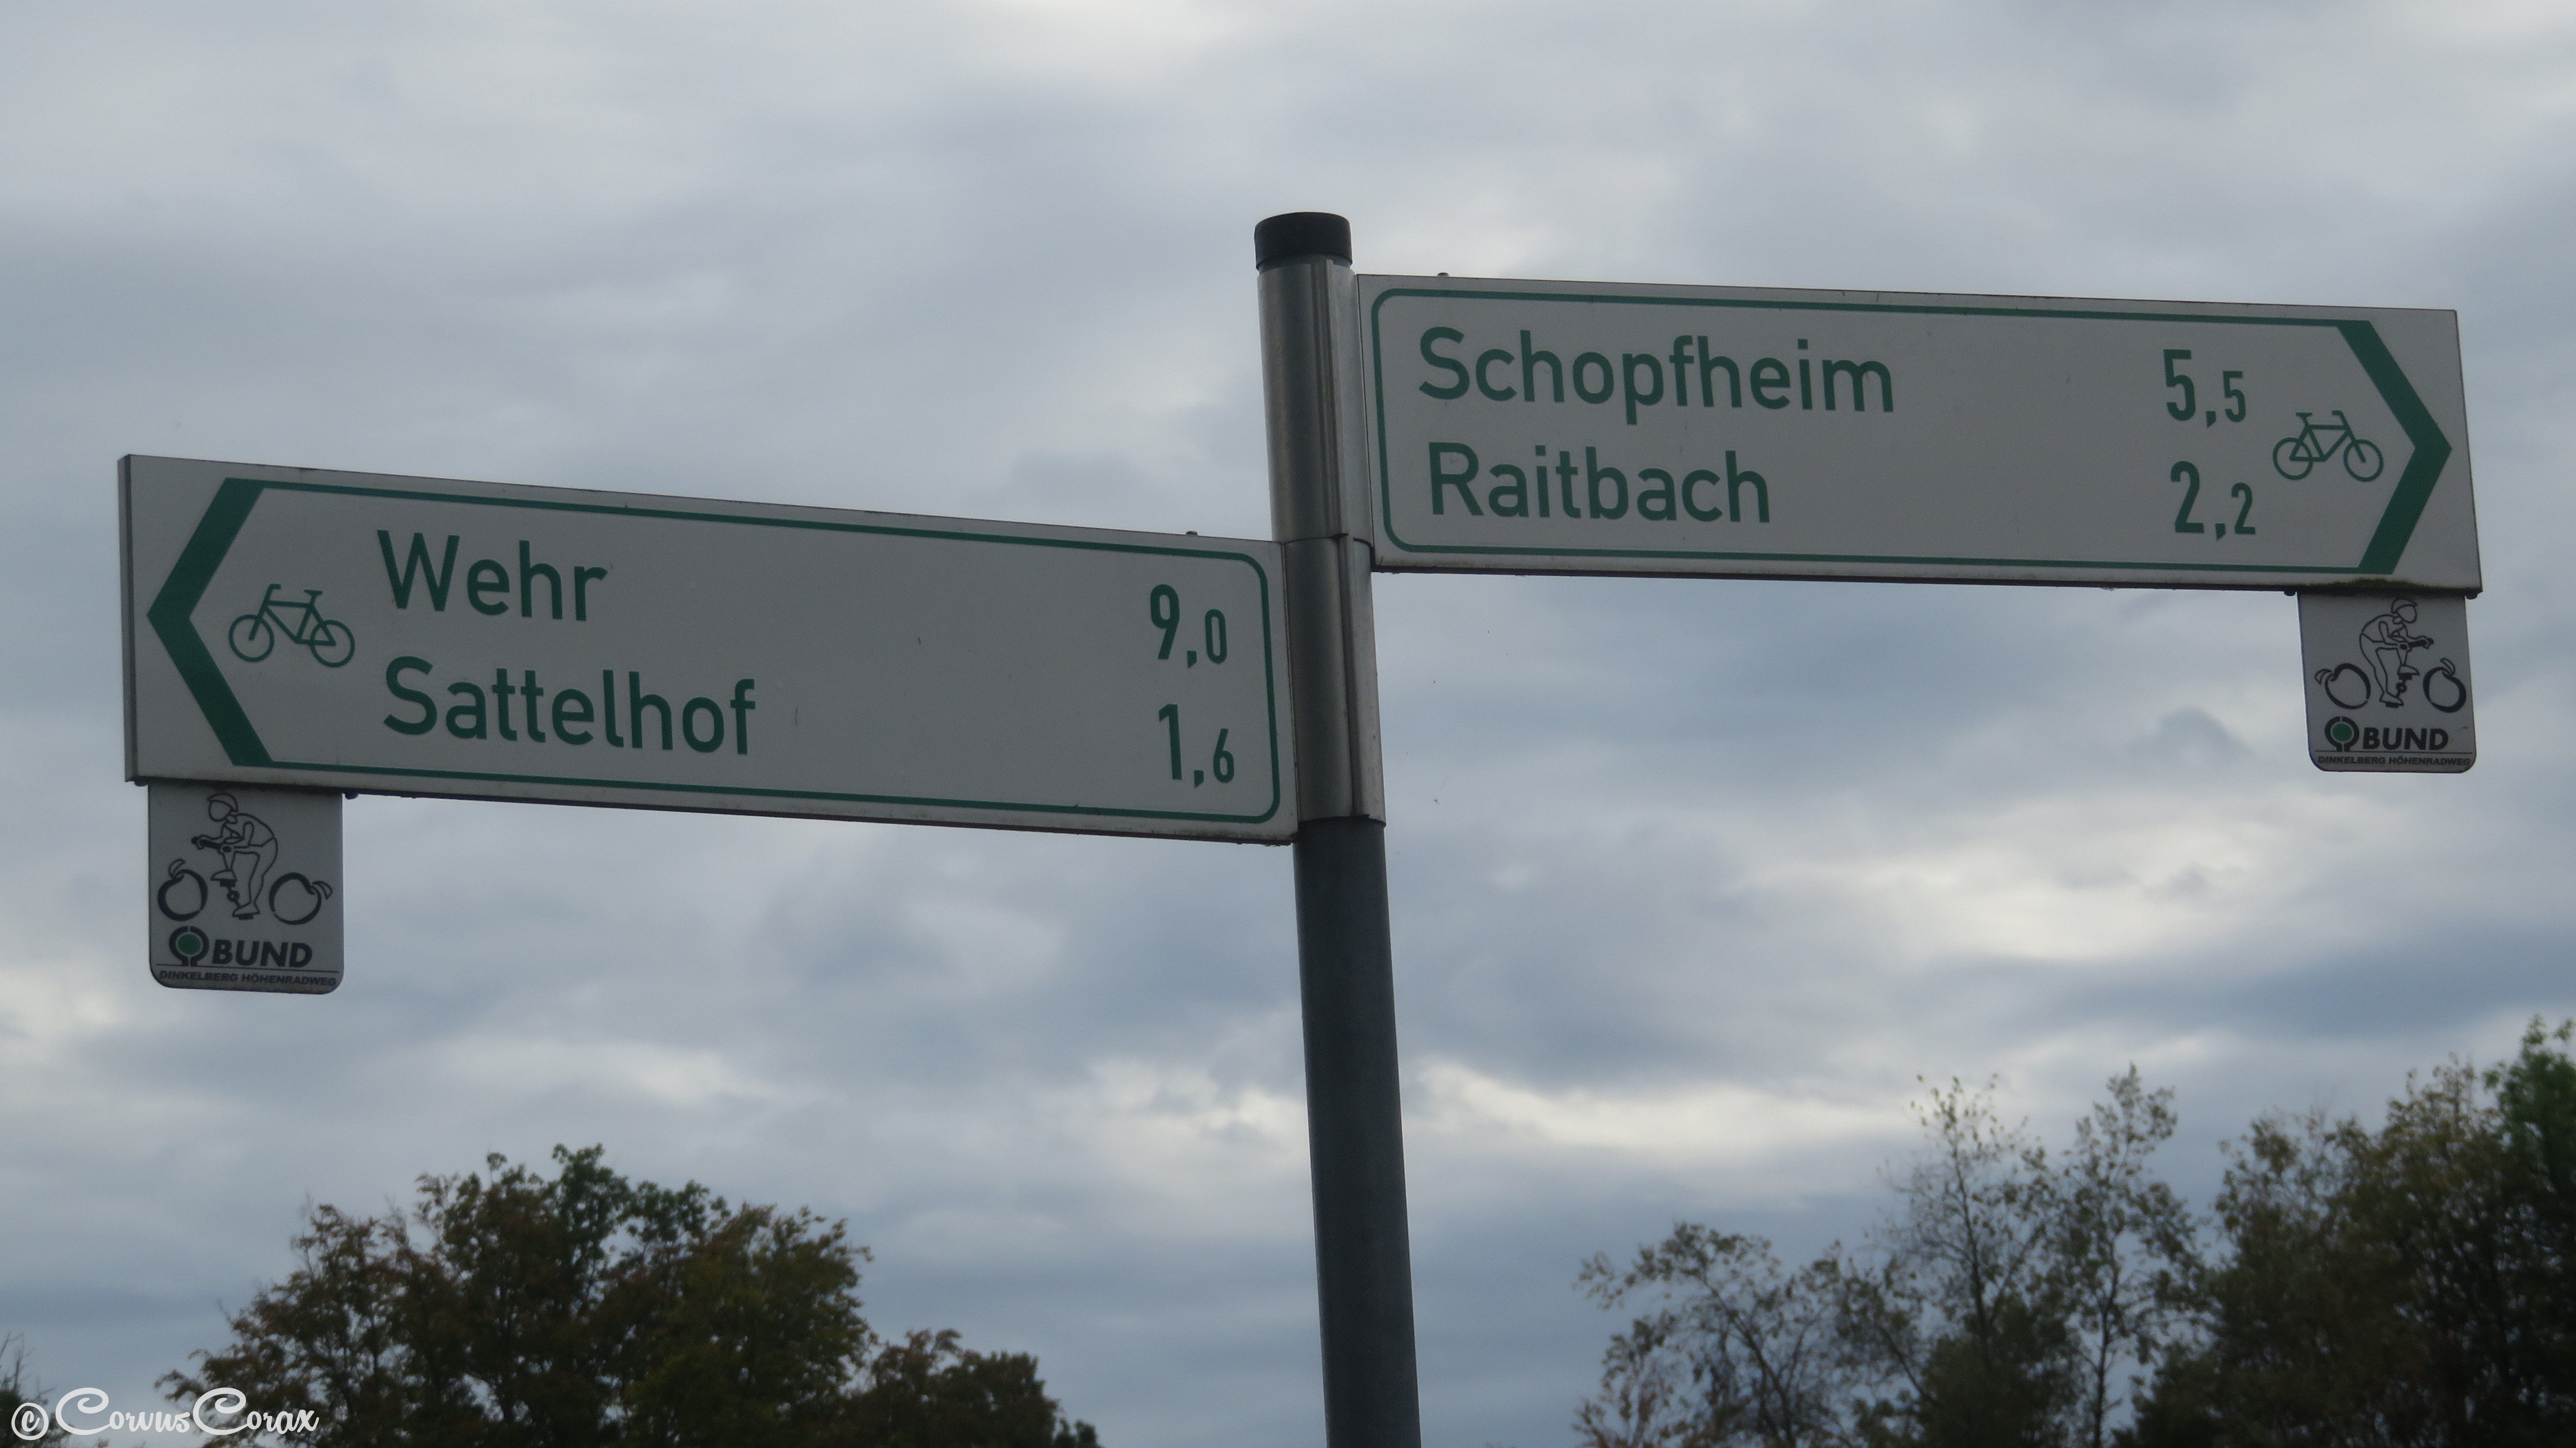 Schopfheim 5,5
Raitbach 2,2
BUND
DINKELBERG HÖHENRADWEG
Wehr 9,0
Sattelhof 1,6
BUND
DINKELBERG HÖHENRADWEG
© CorvusCorax